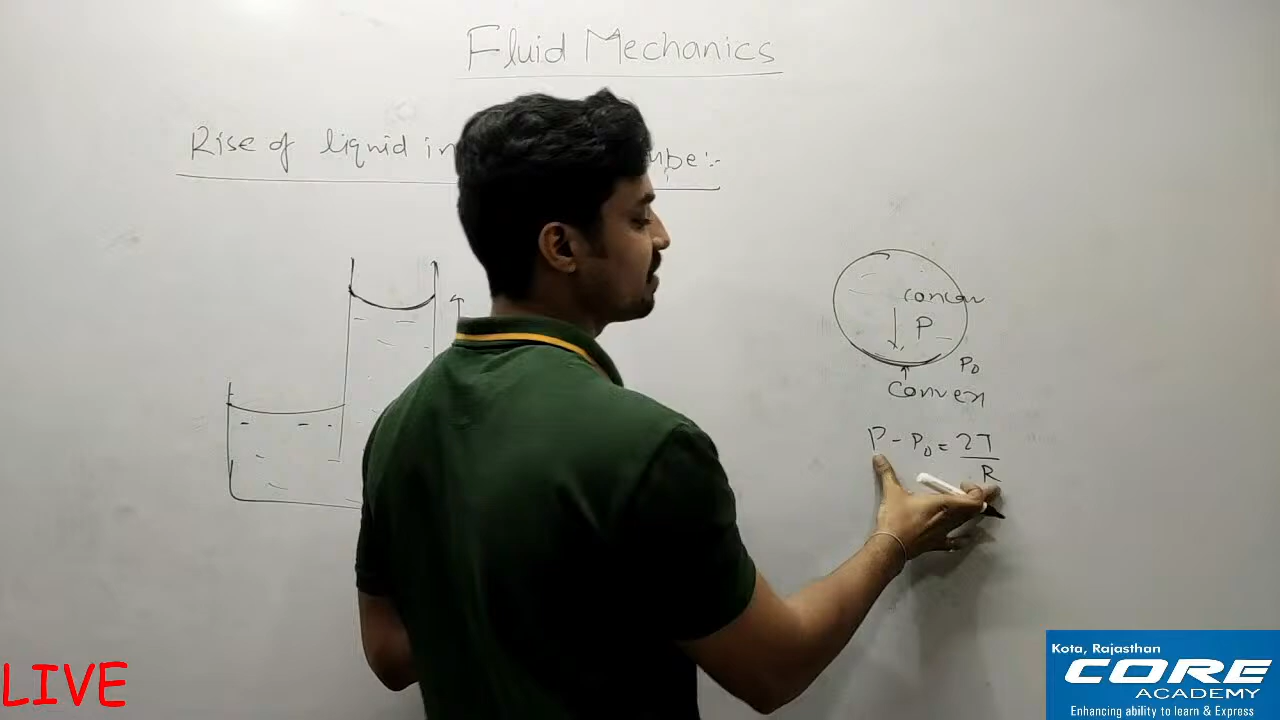 Fluid Mechanics
Rise of liquid in
ube:-
concav
P
P0
Convex
P - P0 = 2T
R
LIVE
Kota, Rajasthan
CORE
ACADEMY
Enhancing ability to learn & Express